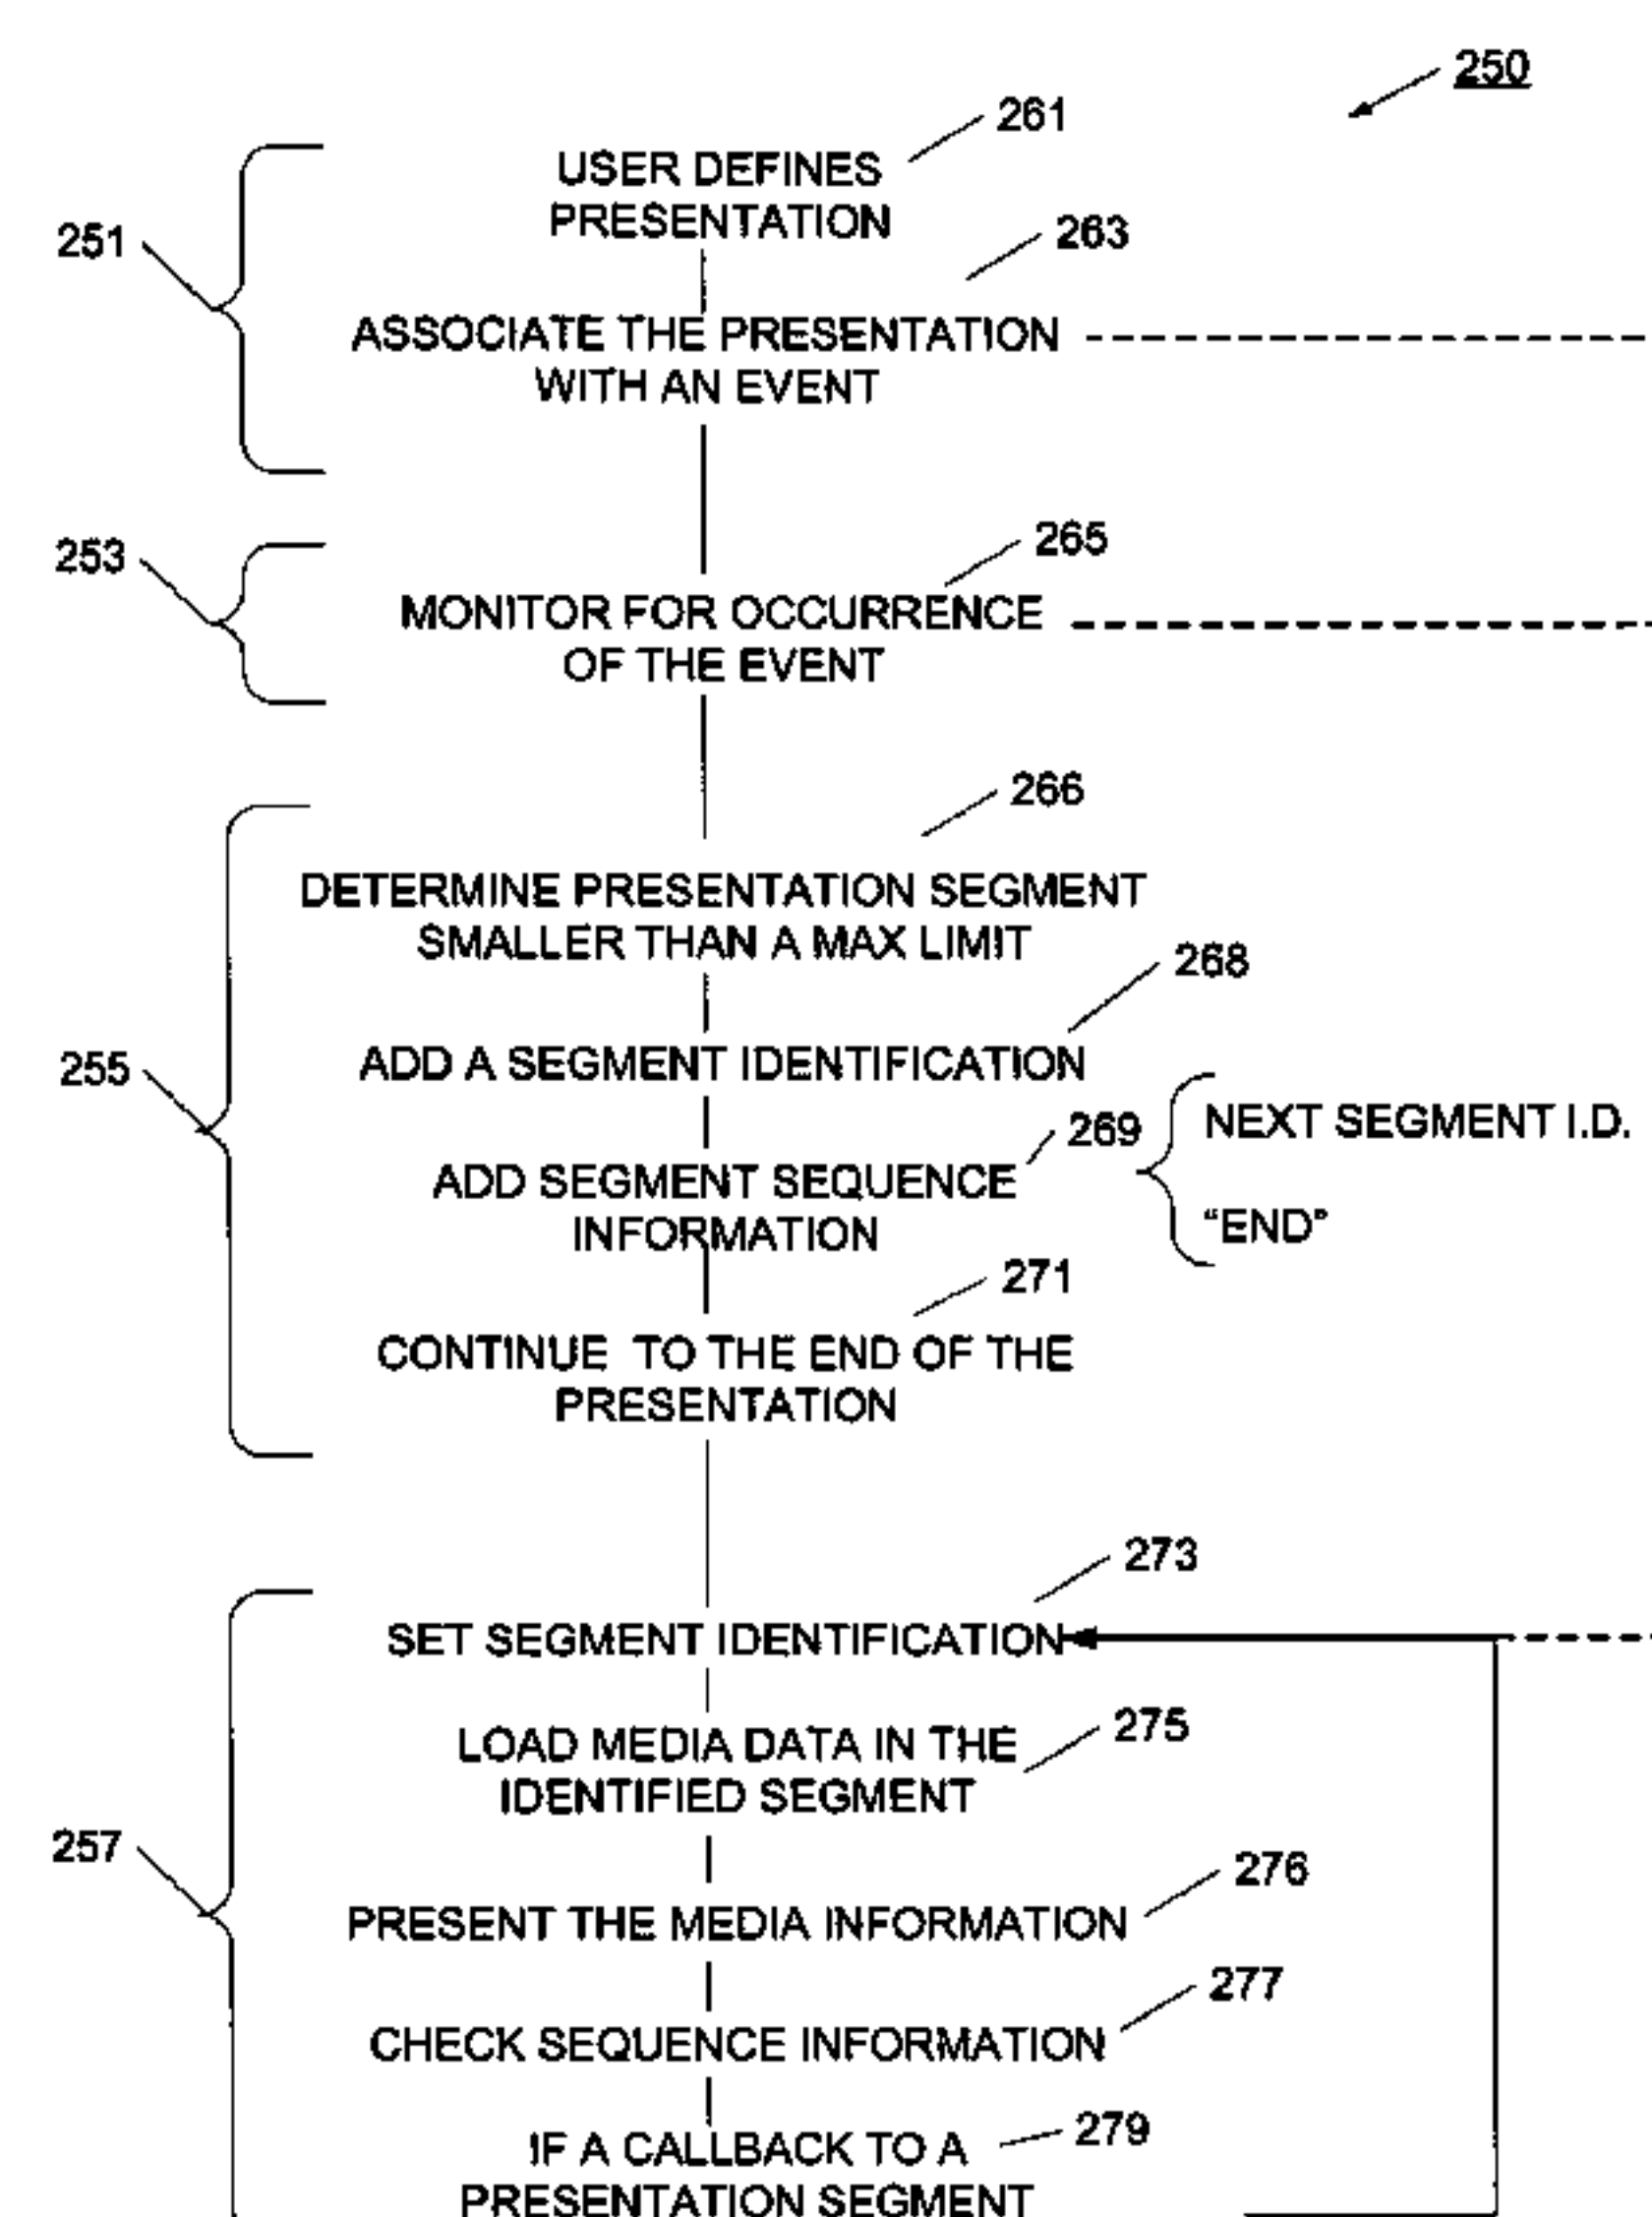 250
261
USER DEFINES
PRESENTATION
263
251
ASSOCIATE THE PRESENTATION
WITH AN EVENT
265
253
MONITOR FOR OCCURRENCE
OF THE EVENT
266
DETERMINE PRESENTATION SEGMENT
SMALLER THAN A MAX LIMIT
268
255
ADD A SEGMENT IDENTIFICATION
269
NEXT SEGMENT I.D.
ADD SEGMENT SEQUENCE
INFORMATION
"END"
271
CONTINUE TO THE END OF THE
PRESENTATION
273
SET SEGMENT IDENTIFICATION
275
LOAD MEDIA DATA IN THE
IDENTIFIED SEGMENT
257
276
PRESENT THE MEDIA INFORMATION
277
CHECK SEQUENCE INFORMATION
279
IF A CALLBACK TO A
PRESENTATION SEGMENT